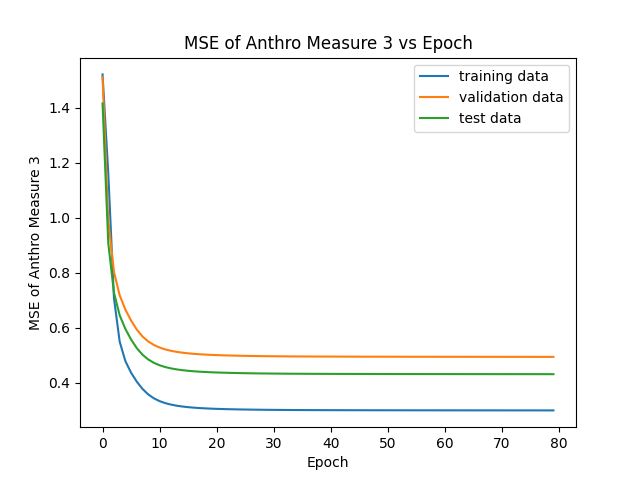 MSE of Anthro Measure 3 vs Epoch
training data
validation data
test data
MSE of Anthro Measure 3
1.4
1.2
1.0
0.8
0.6
0.4
0 10 20 30 40 50 60 70 80
Epoch